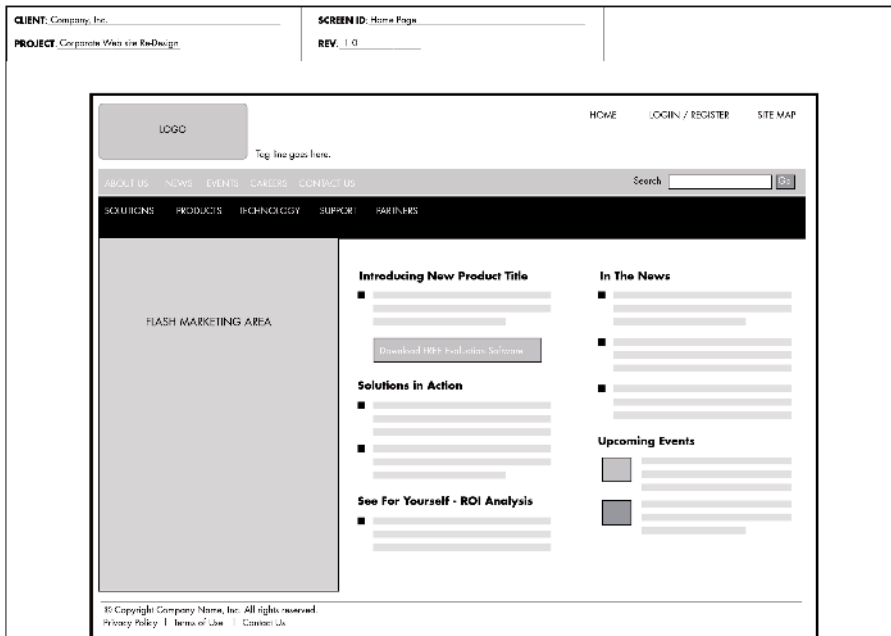 CLIENT: Company, Inc.
SCREEN ID: Home Page
PROJECT: Corporate Web site Re-Design
REV. 1.0
LOGO
HOME LOGIN / REGISTER SITE MAP
Tag line goes here.
ABOUT US NEWS EVENTS CAREERS CONTACT US
Search Go
SOLUTIONS PRODUCTS TECHNOLOGY SUPPORT PARTNERS
FLASH MARKETING AREA
Introducing New Product Title
Download FREE Evaluation Software
Solutions in Action
See For Yourself - ROI Analysis
In The News
Upcoming Events
© Copyright Company Name, Inc. All rights reserved.
Privacy Policy | Terms of Use | Contact Us